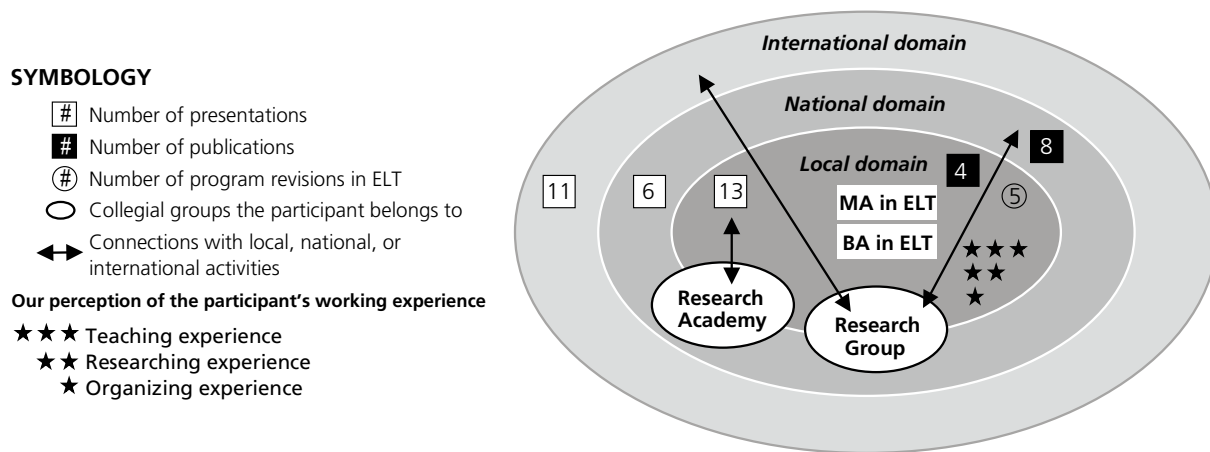 SYMBOLOGY
# Number of presentations
# Number of publications
# Number of program revisions in ELT
Collegial groups the participant belongs to
Connections with local, national, or
international activities
Our perception of the participant's working experience
★★★ Teaching experience
★★ Researching experience
★ Organizing experience
International domain
National domain
Local domain
4
8
11
6
13
MA in ELT
5
BA in ELT
Research
Academy
Research
Group